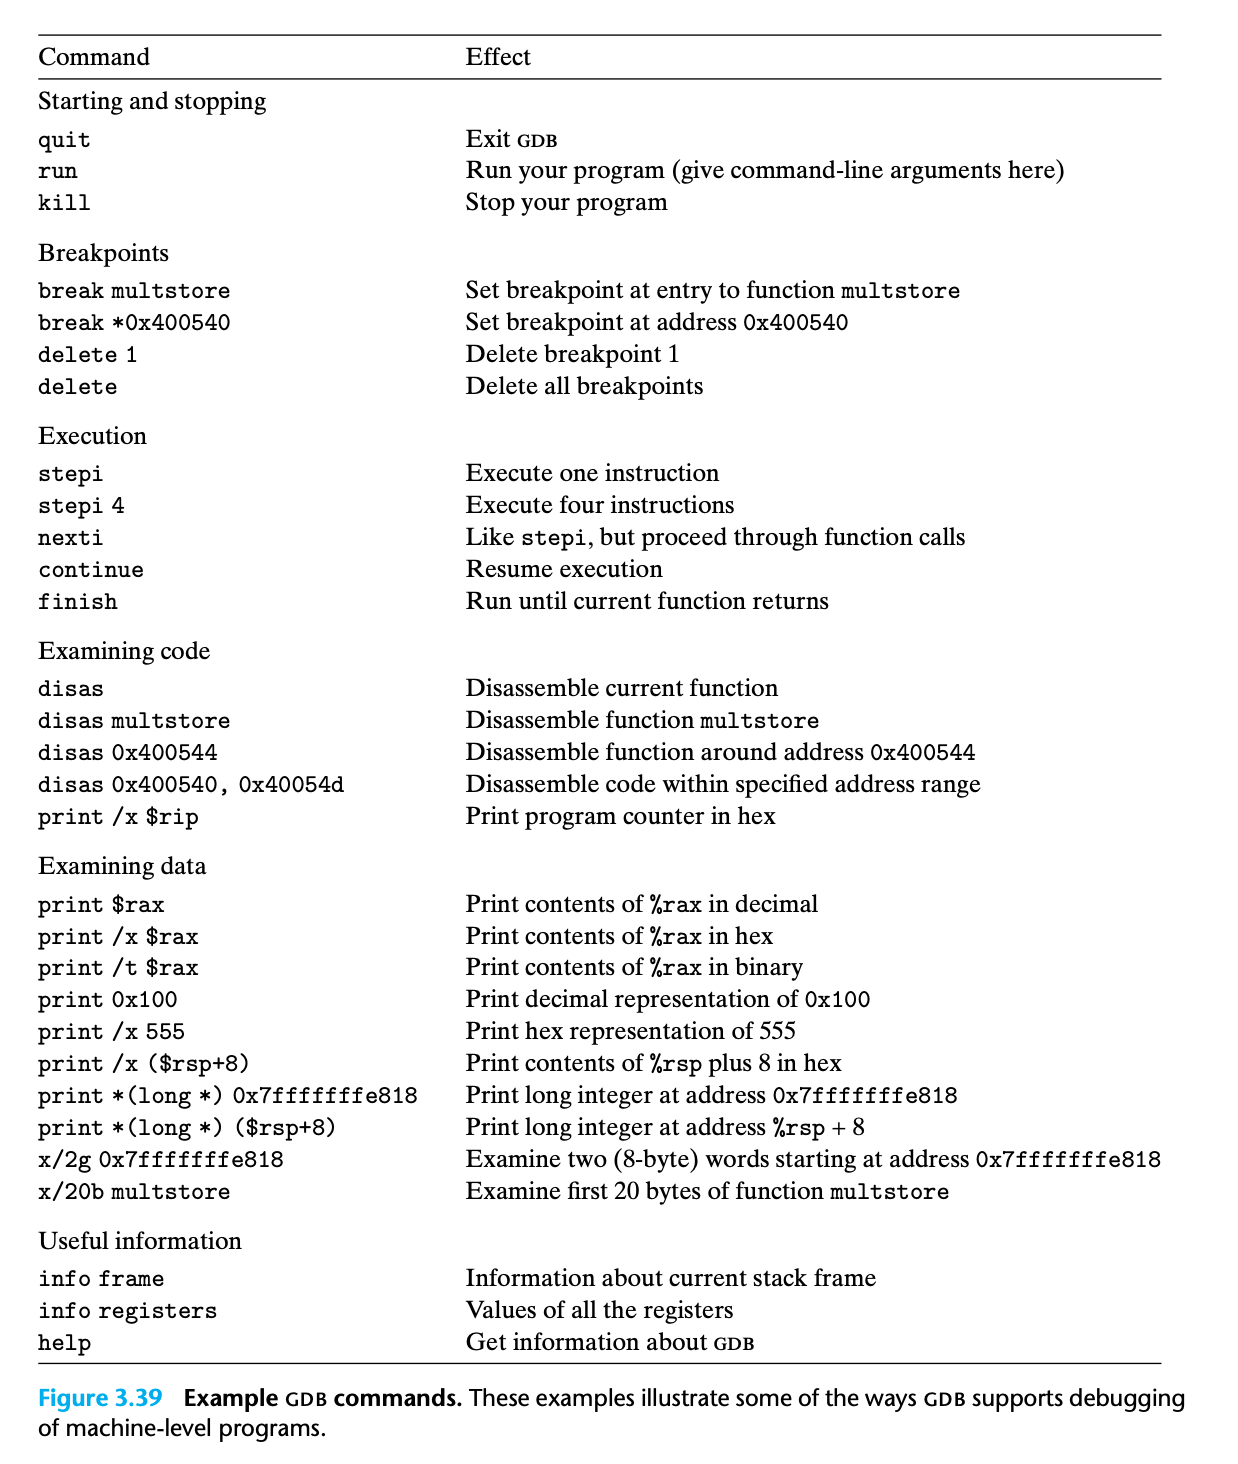 Command Effect
Starting and stopping
quit Exit GDB
run Run your program (give command-line arguments here)
kill Stop your program
Breakpoints
break multstore Set breakpoint at entry to function multstore
break *0x400540 Set breakpoint at address 0x400540
delete 1 Delete breakpoint 1
delete Delete all breakpoints
Execution
stepi Execute one instruction
stepi 4 Execute four instructions
nexti Like stepi, but proceed through function calls
continue Resume execution
finish Run until current function returns
Examining code
disas Disassemble current function
disas multstore Disassemble function multstore
disas 0x400544 Disassemble function around address 0x400544
disas 0x400540, 0x40054d Disassemble code within specified address range
print /x $rip Print program counter in hex
Examining data
print $rax Print contents of %rax in decimal
print /x $rax Print contents of %rax in hex
print /t $rax Print contents of %rax in binary
print 0x100 Print decimal representation of 0x100
print /x 555 Print hex representation of 555
print /x ($rsp+8) Print contents of %rsp plus 8 in hex
print *(long *) 0x7fffffffe818 Print long integer at address 0x7fffffffe818
print *(long *) ($rsp+8) Print long integer at address %rsp + 8
x/2g 0x7fffffffe818 Examine two (8-byte) words starting at address 0x7fffffffe818
x/20b multstore Examine first 20 bytes of function multstore
Useful information
info frame Information about current stack frame
info registers Values of all the registers
help Get information about GDB
Figure 3.39 Example GDB commands. These examples illustrate some of the ways GDB supports debugging
of machine-level programs.